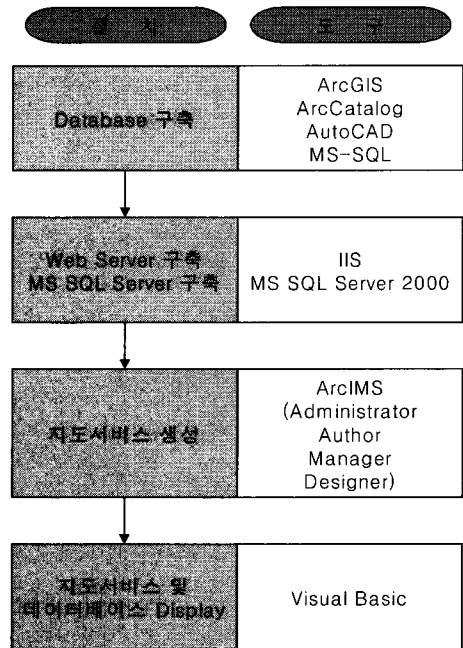 절 차
도 구
Database 구축
ArcGIS
ArcCatalog
AutoCAD
MS-SQL
Web Server 구축
MS SQL Server 구축
IIS
MS SQL Server 2000
지도서비스 생성
ArcIMS
(Administrator
Author
Manager
Designer)
지도서비스 및
데이터베이스 Display
Visual Basic